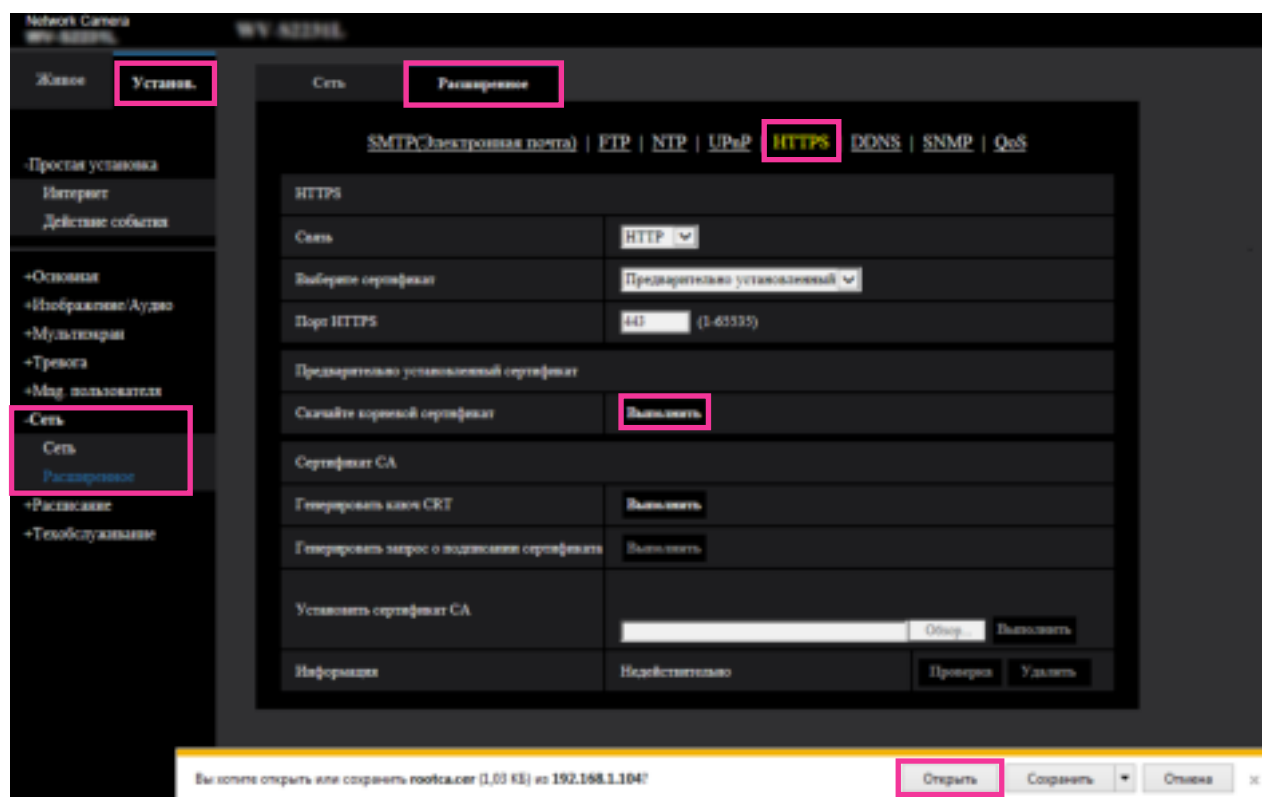 Network Camera
WV-S2231L WV-S2231L
Живое Установ. Сеть Расширенное
SMTP(Электронная почта) | FTP | NTP | UPnP | HTTPS | DDNS | SNMP | QoS
-Простая установка
Интернет
Действие события
+Основная
+Изображение/Аудио
+Мультиэкран
+Тревога
+Mng. пользователя
-Сеть
Сеть
Расширенное
+Расписание
+Техобслуживание
HTTPS
Связь HTTP
Выберите сертификат Предварительно установленный
Порт HTTPS 443 (1-65535)
Предварительно установленный сертификат
Скачайте корневой сертификат Выполнить
Сертификат CA
Генерировать ключ CRT Выполнить
Генерировать запрос о подписании сертификата Выполнить
Установить сертификат CA Обзор... Выполнить
Информация Недействительно Проверка Удалить
Вы хотите открыть или сохранить rootca.cer (1,03 КБ) из 192.168.1.104? Открыть Сохранить Отмена